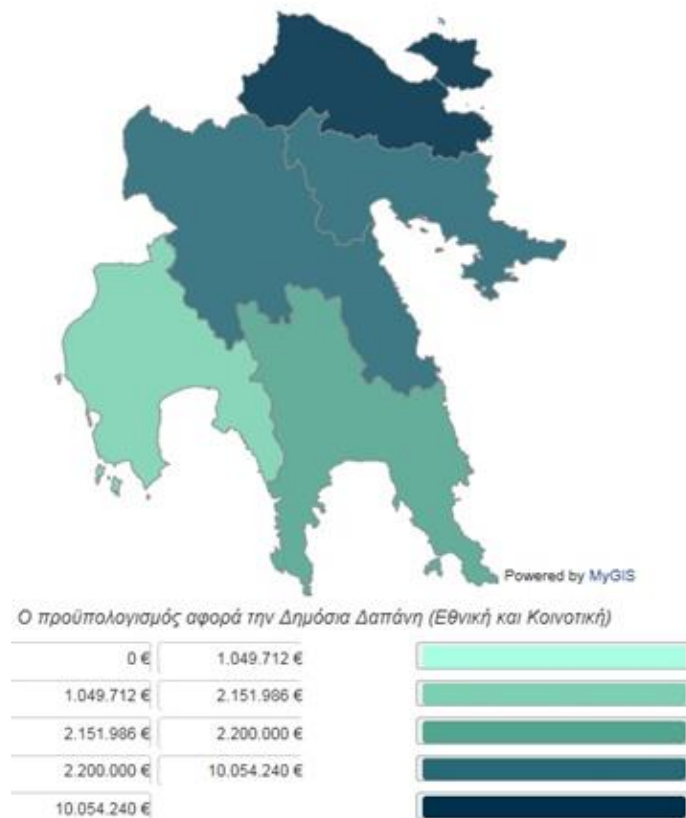 Powered by MyGIS
Ο προϋπολογισμός αφορά την Δημόσια Δαπάνη (Εθνική και Κοινοτική)
0 € 1.049.712 €
1.049.712 € 2.151.986 €
2.151.986 € 2.200.000 €
2.200.000 € 10.054.240 €
10.054.240 €